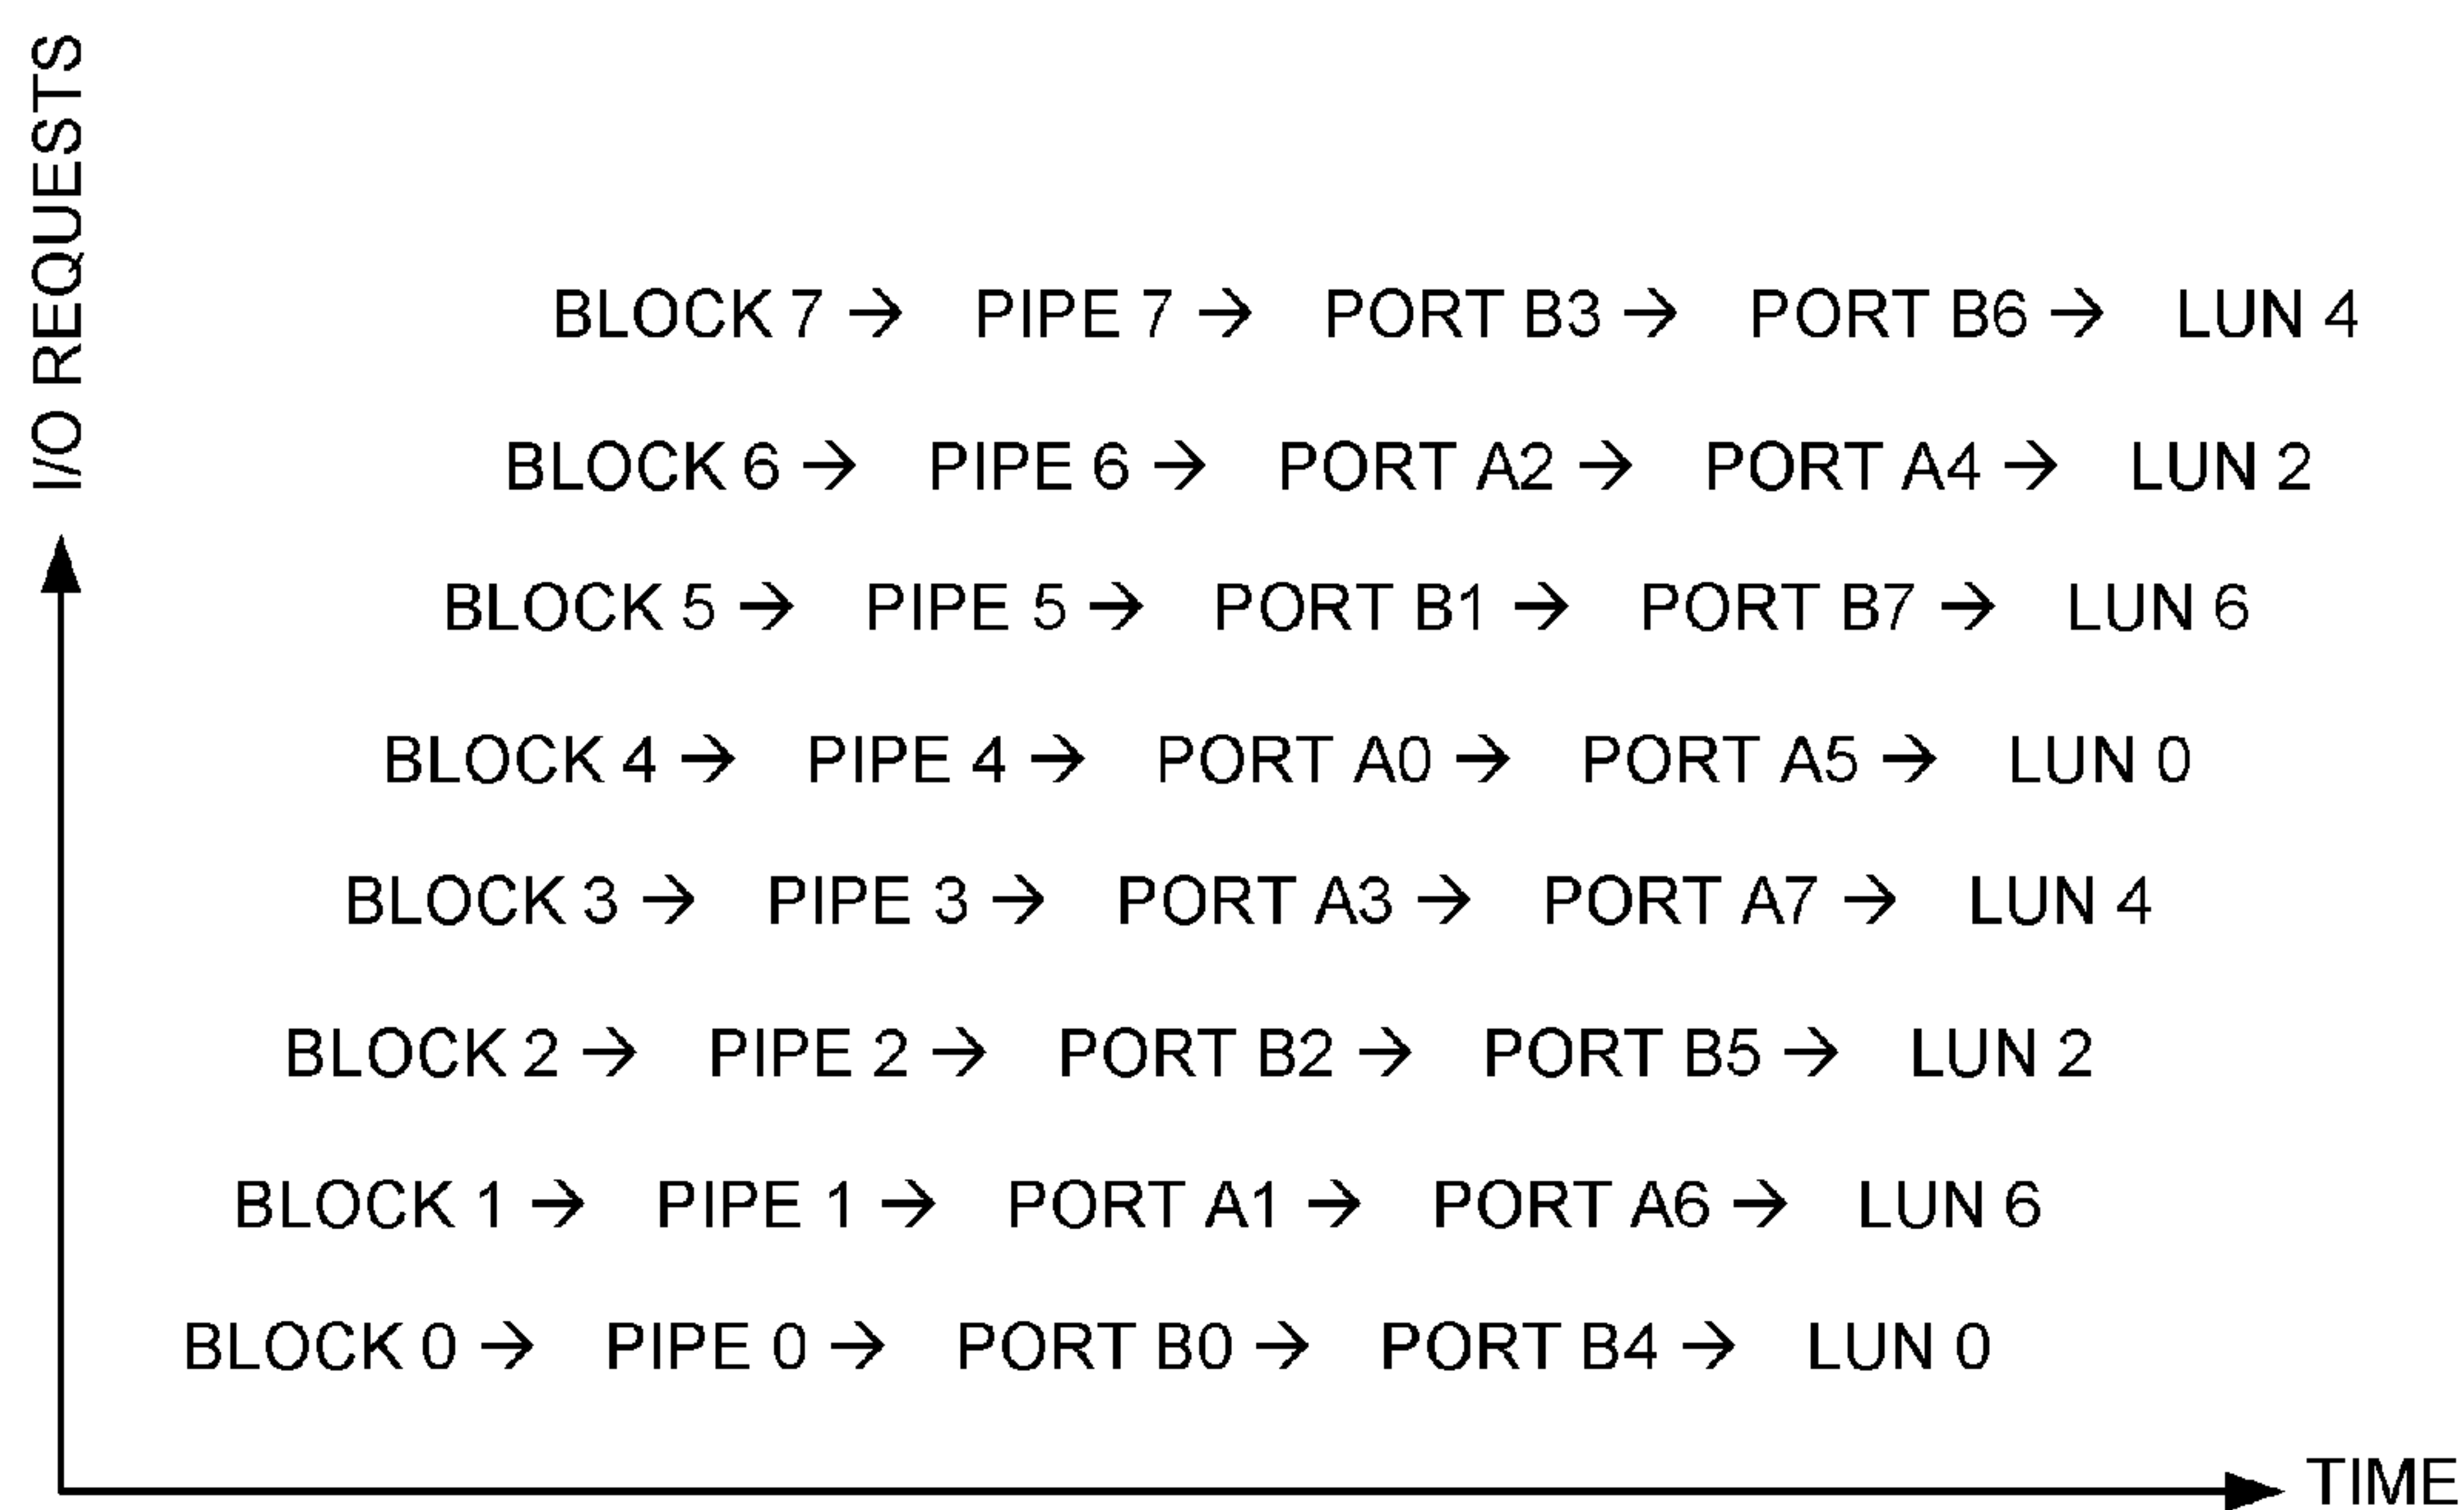 I/O REQUESTS
BLOCK 7 → PIPE 7 → PORT B3 → PORT B6 → LUN 4
BLOCK 6 → PIPE 6 → PORT A2 → PORT A4 → LUN 2
BLOCK 5 → PIPE 5 → PORT B1 → PORT B7 → LUN 6
BLOCK 4 → PIPE 4 → PORT A0 → PORT A5 → LUN 0
BLOCK 3 → PIPE 3 → PORT A3 → PORT A7 → LUN 4
BLOCK 2 → PIPE 2 → PORT B2 → PORT B5 → LUN 2
BLOCK 1 → PIPE 1 → PORT A1 → PORT A6 → LUN 6
BLOCK 0 → PIPE 0 → PORT B0 → PORT B4 → LUN 0
TIME